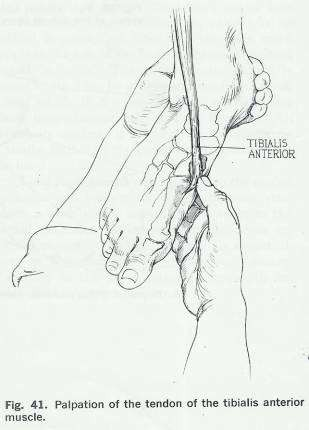 TIBIALIS
ANTERIOR
Fig. 41. Palpation of the tendon of the tibialis anterior
muscle.